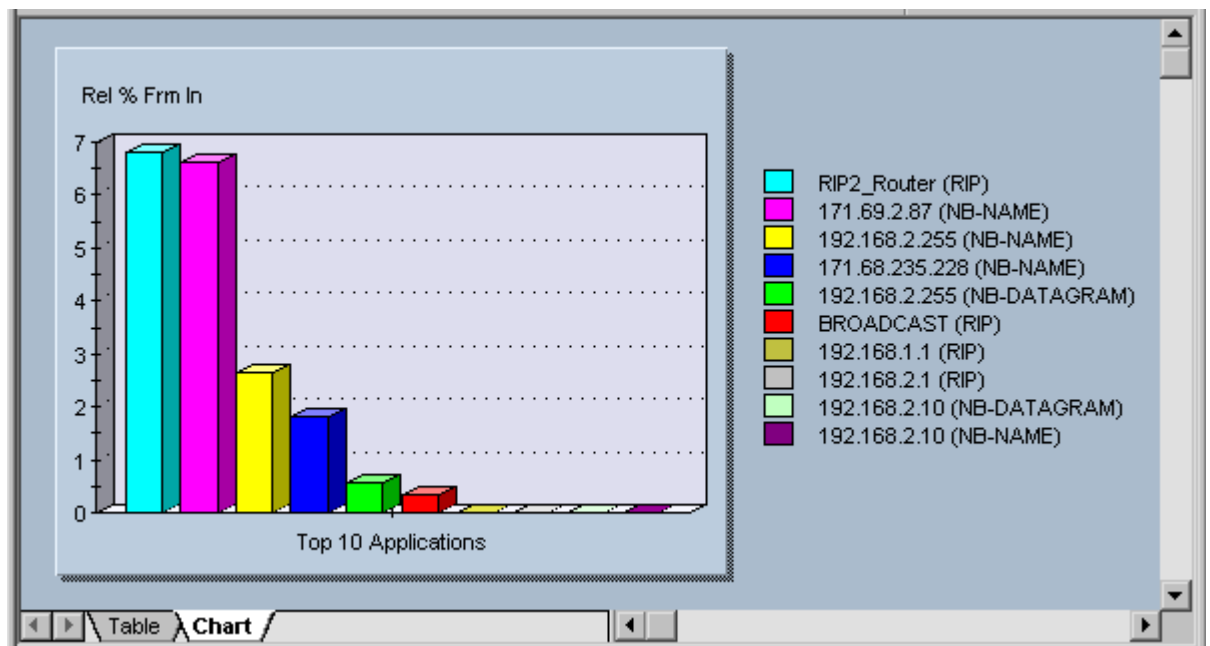 Rel % Frm In
7
6
5
4
3
2
1
0
Top 10 Applications
RIP2_Router (RIP)
171.69.2.87 (NB-NAME)
192.168.2.255 (NB-NAME)
171.68.235.228 (NB-NAME)
192.168.2.255 (NB-DATAGRAM)
BROADCAST (RIP)
192.168.1.1 (RIP)
192.168.2.1 (RIP)
192.168.2.10 (NB-DATAGRAM)
192.168.2.10 (NB-NAME)
Table Chart